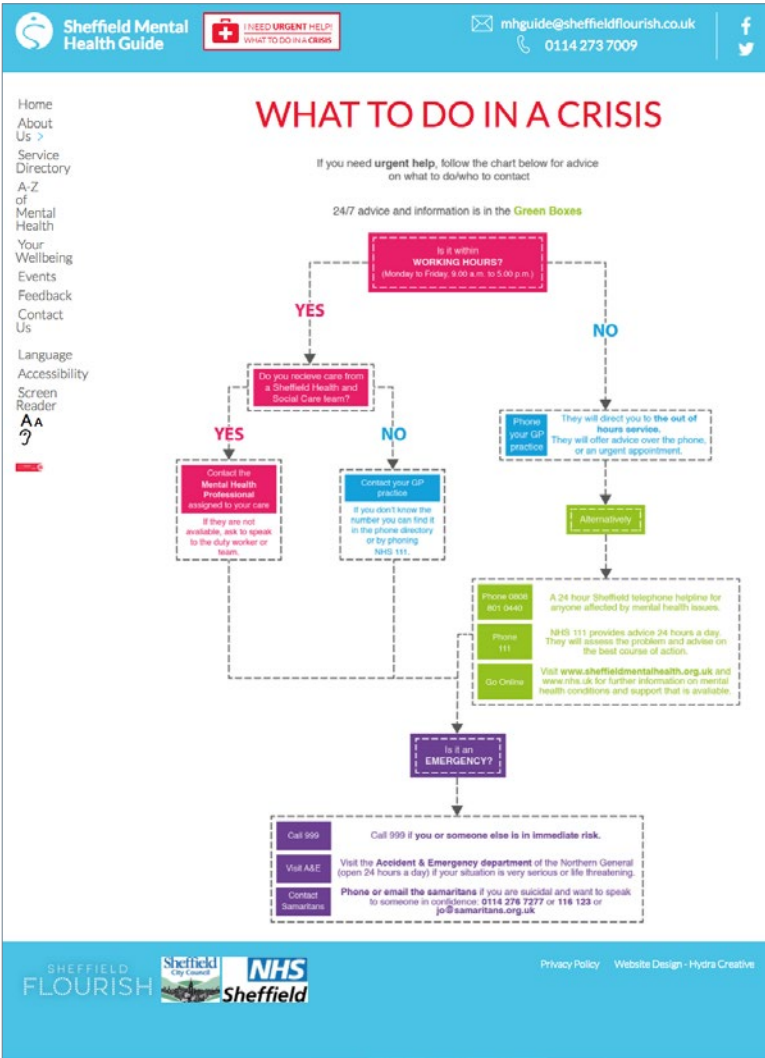 Sheffield Mental
Health Guide
I NEED URGENT HELP!
WHAT TO DO IN A CRISIS
mhguide@sheffieldflourish.co.uk
0114 273 7009
Home
About
Us >
Service
Directory
A-Z
of
Mental
Health
Your
Wellbeing
Events
Feedback
Contact
Us
Language
Accessibility
Screen
Reader
A A
WHAT TO DO IN A CRISIS
If you need urgent help, follow the chart below for advice
on what to do/who to contact
24/7 advice and information is in the Green Boxes
Is it within
WORKING HOURS?
(Monday to Friday, 9.00 a.m. to 5.00 p.m.)
YES
NO
Do you recieve care from
a Sheffield Health and
Social Care team?
YES
NO
Phone
your GP
practice
They will direct you to the out of
hours service.
They will offer advice over the phone,
or an urgent appointment.
Contact the
Mental Health
Professional
assigned to your care
If they are not
available, ask to speak
to the duty worker or
team.
Contact your GP
practice
If you don't know the
number you can find it
in the phone directory
or by phoning
NHS 111.
Alternatively
Phone 0808
801 0440
A 24 hour Sheffield telephone helpline for
anyone affected by mental health issues.
Phone
111
NHS 111 provides advice 24 hours a day.
They will assess the problem and advise on
the best course of action.
Go Online
Visit www.sheffieldmentalhealth.org.uk and
www.nhs.uk for further information on mental
health conditions and support that is available.
Is it an
EMERGENCY?
Call 999
Call 999 if you or someone else is in immediate risk.
Visit A&E
Visit the Accident & Emergency department of the Northern General
(open 24 hours a day) if your situation is very serious or life threatening.
Contact
Samaritans
Phone or email the samaritans if you are suicidal and want to speak
to someone in confidence: 0114 276 7277 or 116 123 or
jo@samaritans.org.uk
SHEFFIELD
FLOURISH
Sheffield
City Council
NHS
Sheffield
Privacy Policy
Website Design - Hydra Creative